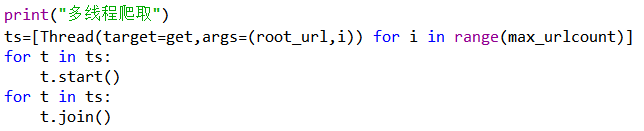 print("多线程爬取")
ts=[Thread(target=get,args=(root_url,i)) for i in range(max_urlcount)]
for t in ts:
    t.start()
for t in ts:
    t.join()